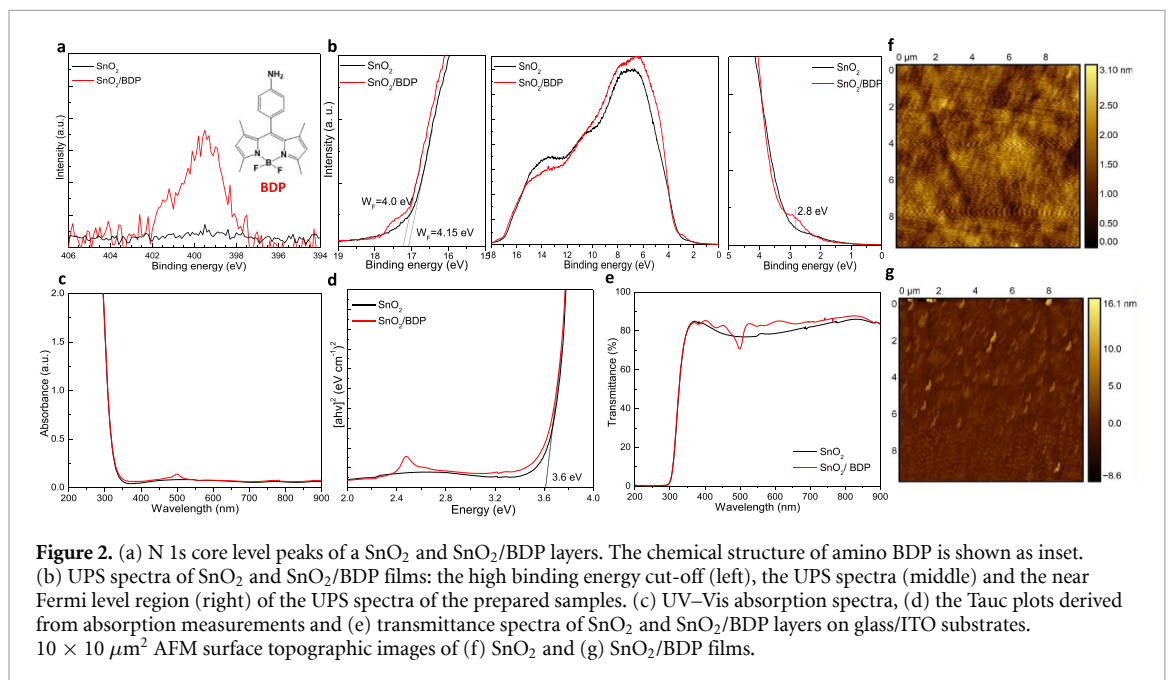 a
SnO2
SnO2/BDP
NH2
N
N
B
F
F
BDP
Intensity (a.u.)
406 404 402 400 398 396 394
Binding energy (eV)
b
SnO2
SnO2/BDP
WF=4.0 eV
WF=4.15 eV
Intensity (a. u.)
19 18 17 16 15
Binding energy (eV)
SnO2
SnO2/BDP
18 16 14 12 10 8 6 4 2 0
Binding energy (eV)
SnO2
SnO2/BDP
2.8 eV
5 4 3 2 1 0
Binding energy (eV)
f
0 µm 2 4 6 8
0
2
4
6
8
3.10 nm
2.50
2.00
1.50
1.00
0.50
0.00
c
Absorbance (a.u.)
2.0
1.5
1.0
0.5
0.0
200 300 400 500 600 700 800 900
Wavelength (nm)
d
SnO2
SnO2/BDP
[ahv]2 (eV cm-1)2
3.6 eV
2.0 2.4 2.8 3.2 3.6 4.0
Energy (eV)
e
Transmittance (%)
100
80
60
40
20
0
SnO2
SnO2/ BDP
200 300 400 500 600 700 800 900
Wavelength (nm)
g
0 µm 2 4 6 8
0
2
4
6
8
16.1 nm
10.0
5.0
0.0
−8.6
Figure 2. (a) N 1s core level peaks of a SnO2 and SnO2/BDP layers. The chemical structure of amino BDP is shown as inset.
(b) UPS spectra of SnO2 and SnO2/BDP films: the high binding energy cut-off (left), the UPS spectra (middle) and the near
Fermi level region (right) of the UPS spectra of the prepared samples. (c) UV–Vis absorption spectra, (d) the Tauc plots derived
from absorption measurements and (e) transmittance spectra of SnO2 and SnO2/BDP layers on glass/ITO substrates.
10 × 10 µm2 AFM surface topographic images of (f) SnO2 and (g) SnO2/BDP films.